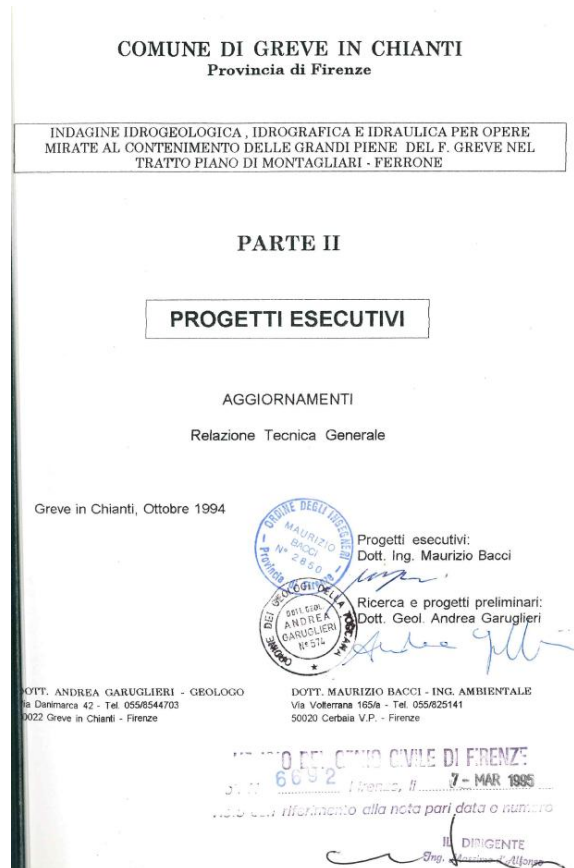 COMUNE DI GREVE IN CHIANTI
Provincia di Firenze
INDAGINE IDROGEOLOGICA , IDROGRAFICA E IDRAULICA PER OPERE
MIRATE AL CONTENIMENTO DELLE GRANDI PIENE DEL F. GREVE NEL
TRATTO PIANO DI MONTAGLIARI - FERRONE
PARTE II
PROGETTI ESECUTIVI
AGGIORNAMENTI
Relazione Tecnica Generale
Greve in Chianti, Ottobre 1994
ORDINE DEGLI INGEGNERI
MAURIZIO
BACCI
N° 2860
Provincia di Firenze
Progetti esecutivi:
Dott. Ing. Maurizio Bacci
Ricerca e progetti preliminari:
Dott. Geol. Andrea Garuglieri
ORDINE DEI GEOLOGI DELLA TOSCANA
DOTT. GEOL.
ANDREA
GARUGLIERI
N° 574
OTT. ANDREA GARUGLIERI - GEOLOGO
ia Danimarca 42 - Tel. 055/8544703
0022 Greve in Chianti - Firenze
DOTT. MAURIZIO BACCI - ING. AMBIENTALE
Via Volterrana 165/a - Tel. 055/825141
50020 Cerbaia V.P. - Firenze
DEL GENIO CIVILE DI FIRENZE
6692 Firenze, lì 7 - MAR 1995
con riferimento alla nota pari data e numero
IL DIRIGENTE
Ing. Massimo d'Alfonso